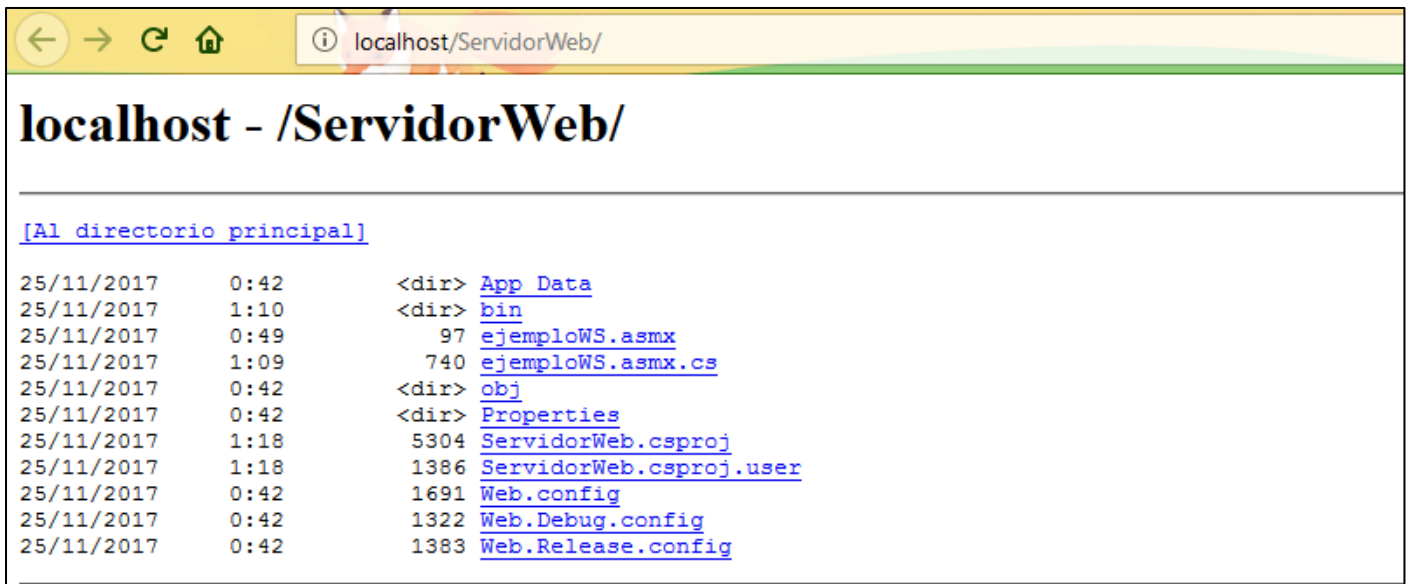 localhost/ServidorWeb/
localhost - /ServidorWeb/
[Al directorio principal]
25/11/2017 0:42 <dir> App Data
25/11/2017 1:10 <dir> bin
25/11/2017 0:49 97 ejemploWS.asmx
25/11/2017 1:09 740 ejemploWS.asmx.cs
25/11/2017 0:42 <dir> obj
25/11/2017 0:42 <dir> Properties
25/11/2017 1:18 5304 ServidorWeb.csproj
25/11/2017 1:18 1386 ServidorWeb.csproj.user
25/11/2017 0:42 1691 Web.config
25/11/2017 0:42 1322 Web.Debug.config
25/11/2017 0:42 1383 Web.Release.config